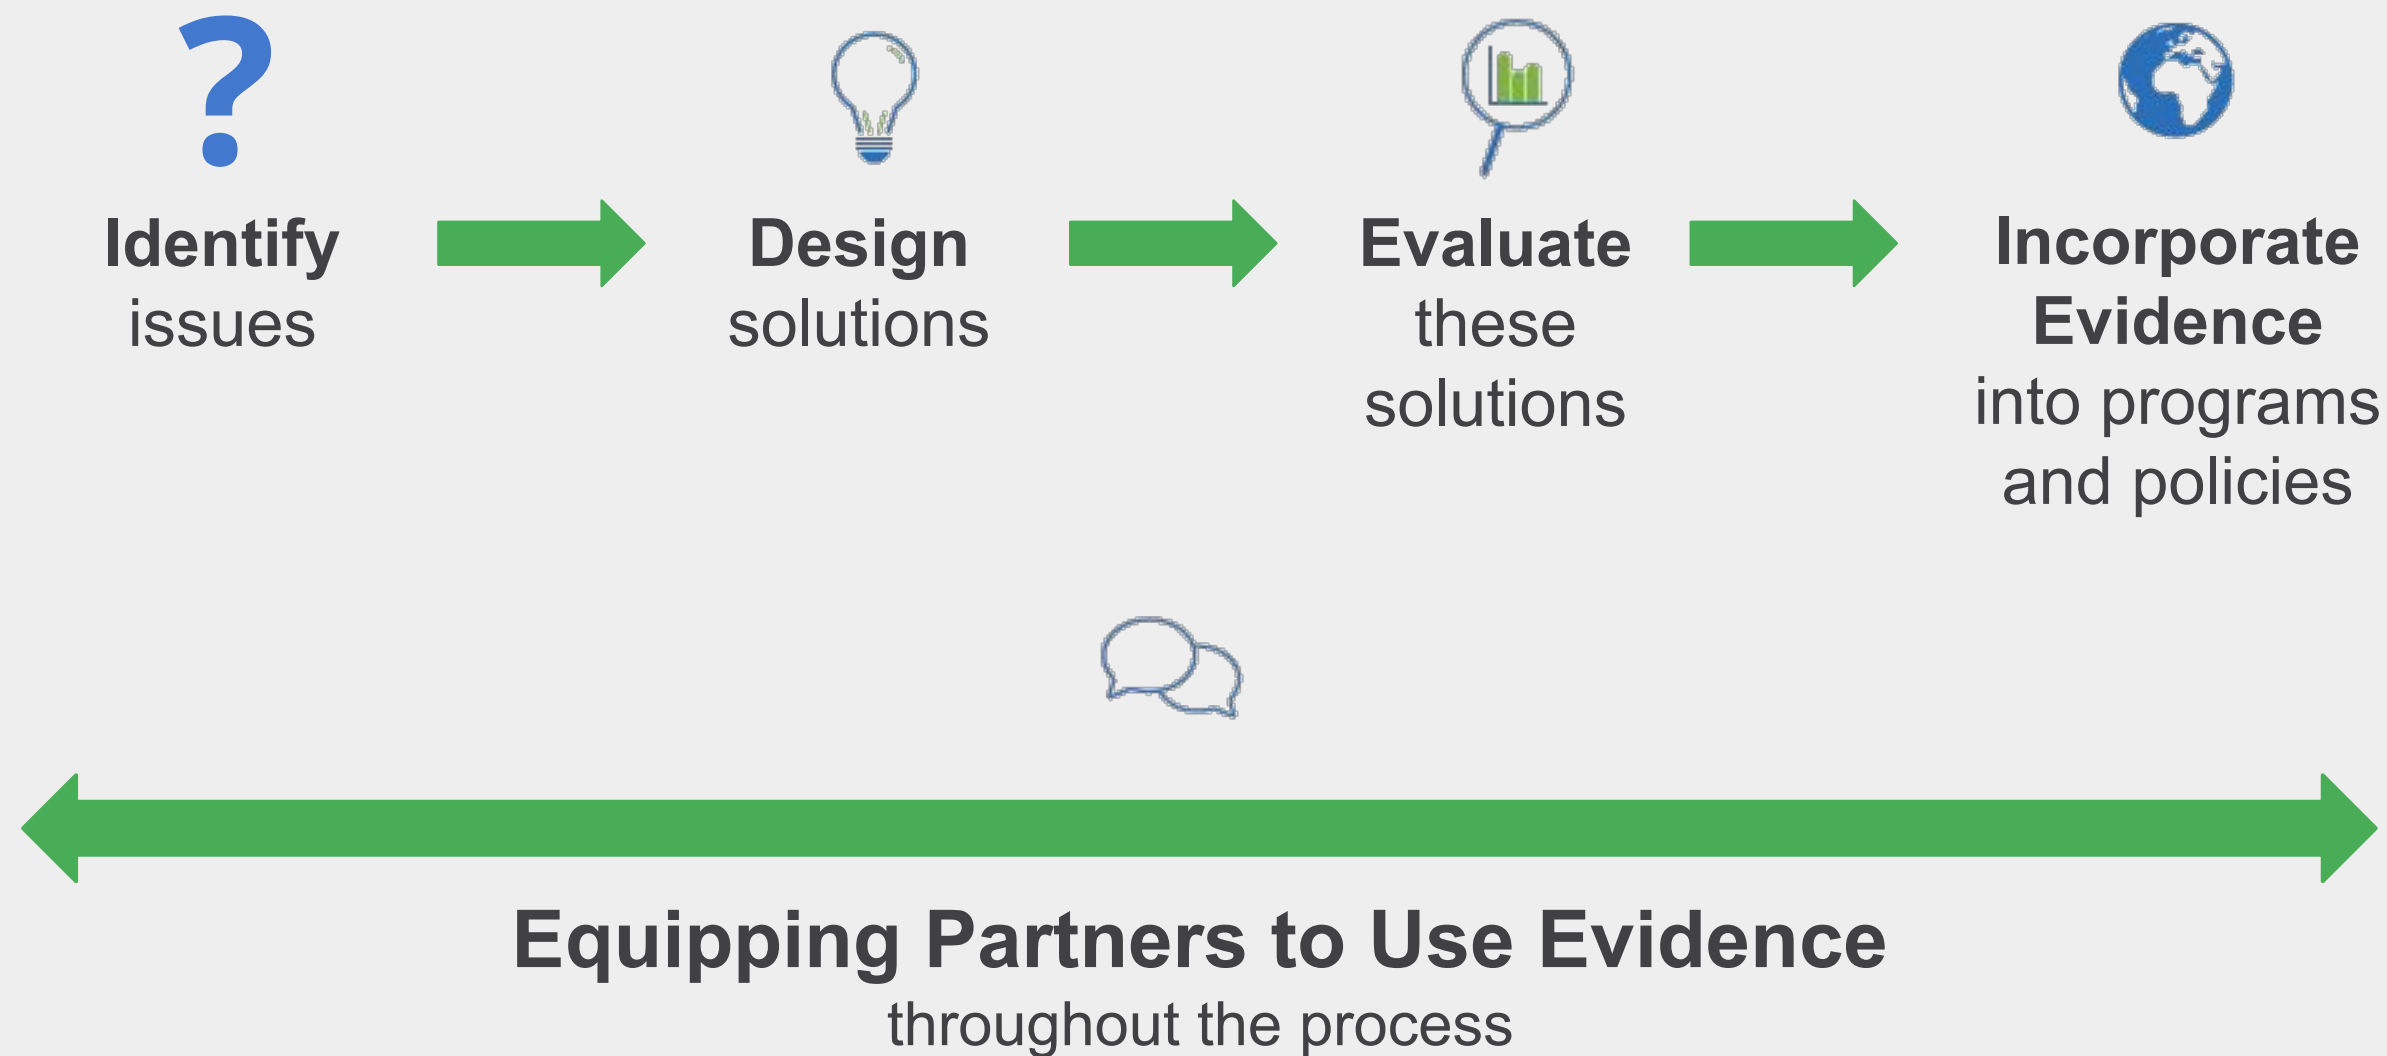 ?
Identify
issues
Design
solutions
Evaluate
these
solutions
Incorporate
Evidence
into programs
and policies
Equipping Partners to Use Evidence
throughout the process